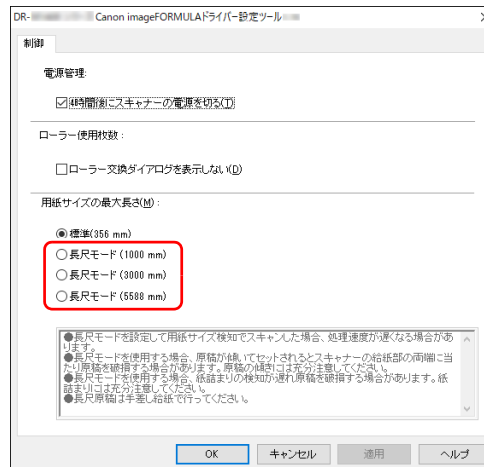 DR- Canon imageFORMULAドライバー設定ツール
制御
電源管理:
4時間後にスキャナーの電源を切る(T)
ローラー使用枚数：
ローラー交換ダイアログを表示しない(D)
用紙サイズの最大長さ(M)：
標準(356 mm)
長尺モード(1000 mm)
長尺モード(3000 mm)
長尺モード(5588 mm)
●長尺モードを設定して用紙サイズ検知でスキャンした場合、処理速度が遅くなる場合があ
ります。
●長尺モードを使用する場合、原稿が傾いてセットされるとスキャナーの給紙部の両端に当
たり原稿を破損する場合があります。原稿の傾きには充分注意してください。
●長尺モードを使用する場合、紙詰まりの検知が遅れ原稿を破損する場合があります。紙
詰まりには充分注意してください。
●長尺原稿は手差し給紙で行ってください。
OK キャンセル 適用 ヘルプ